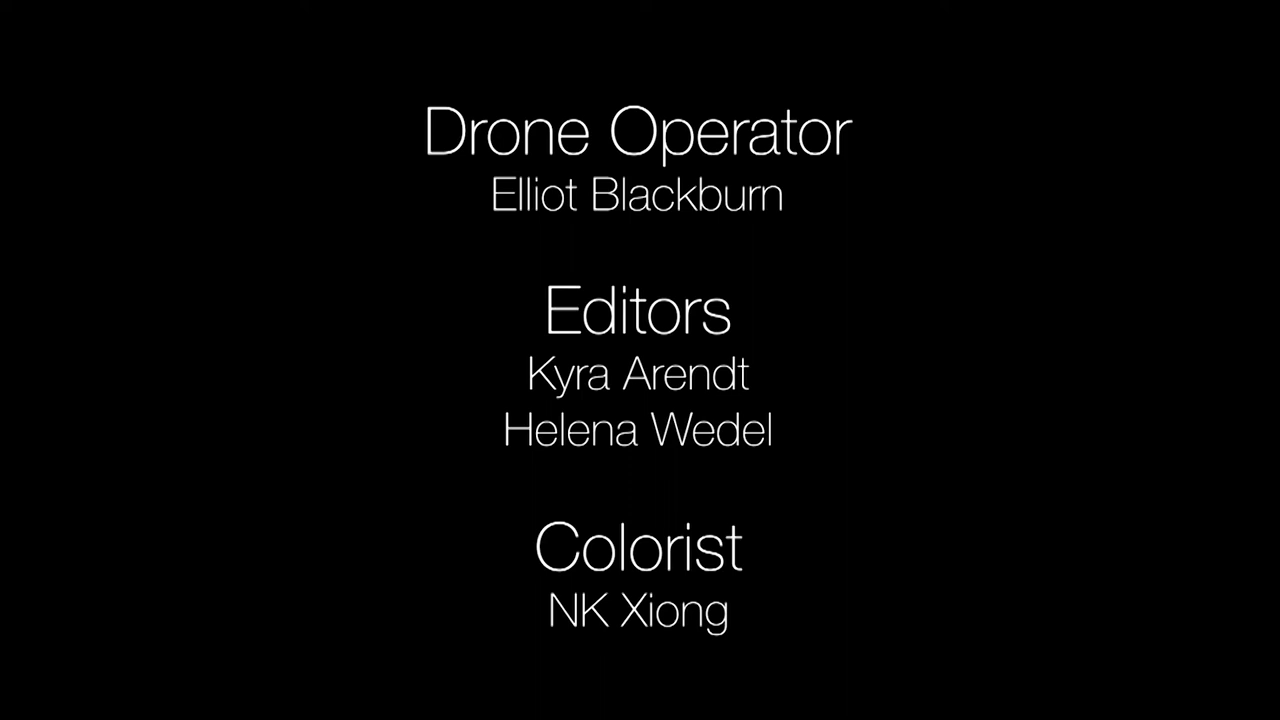 Drone Operator
Elliot Blackburn
Editors
Kyra Arendt
Helena Wedel
Colorist
NK Xiong